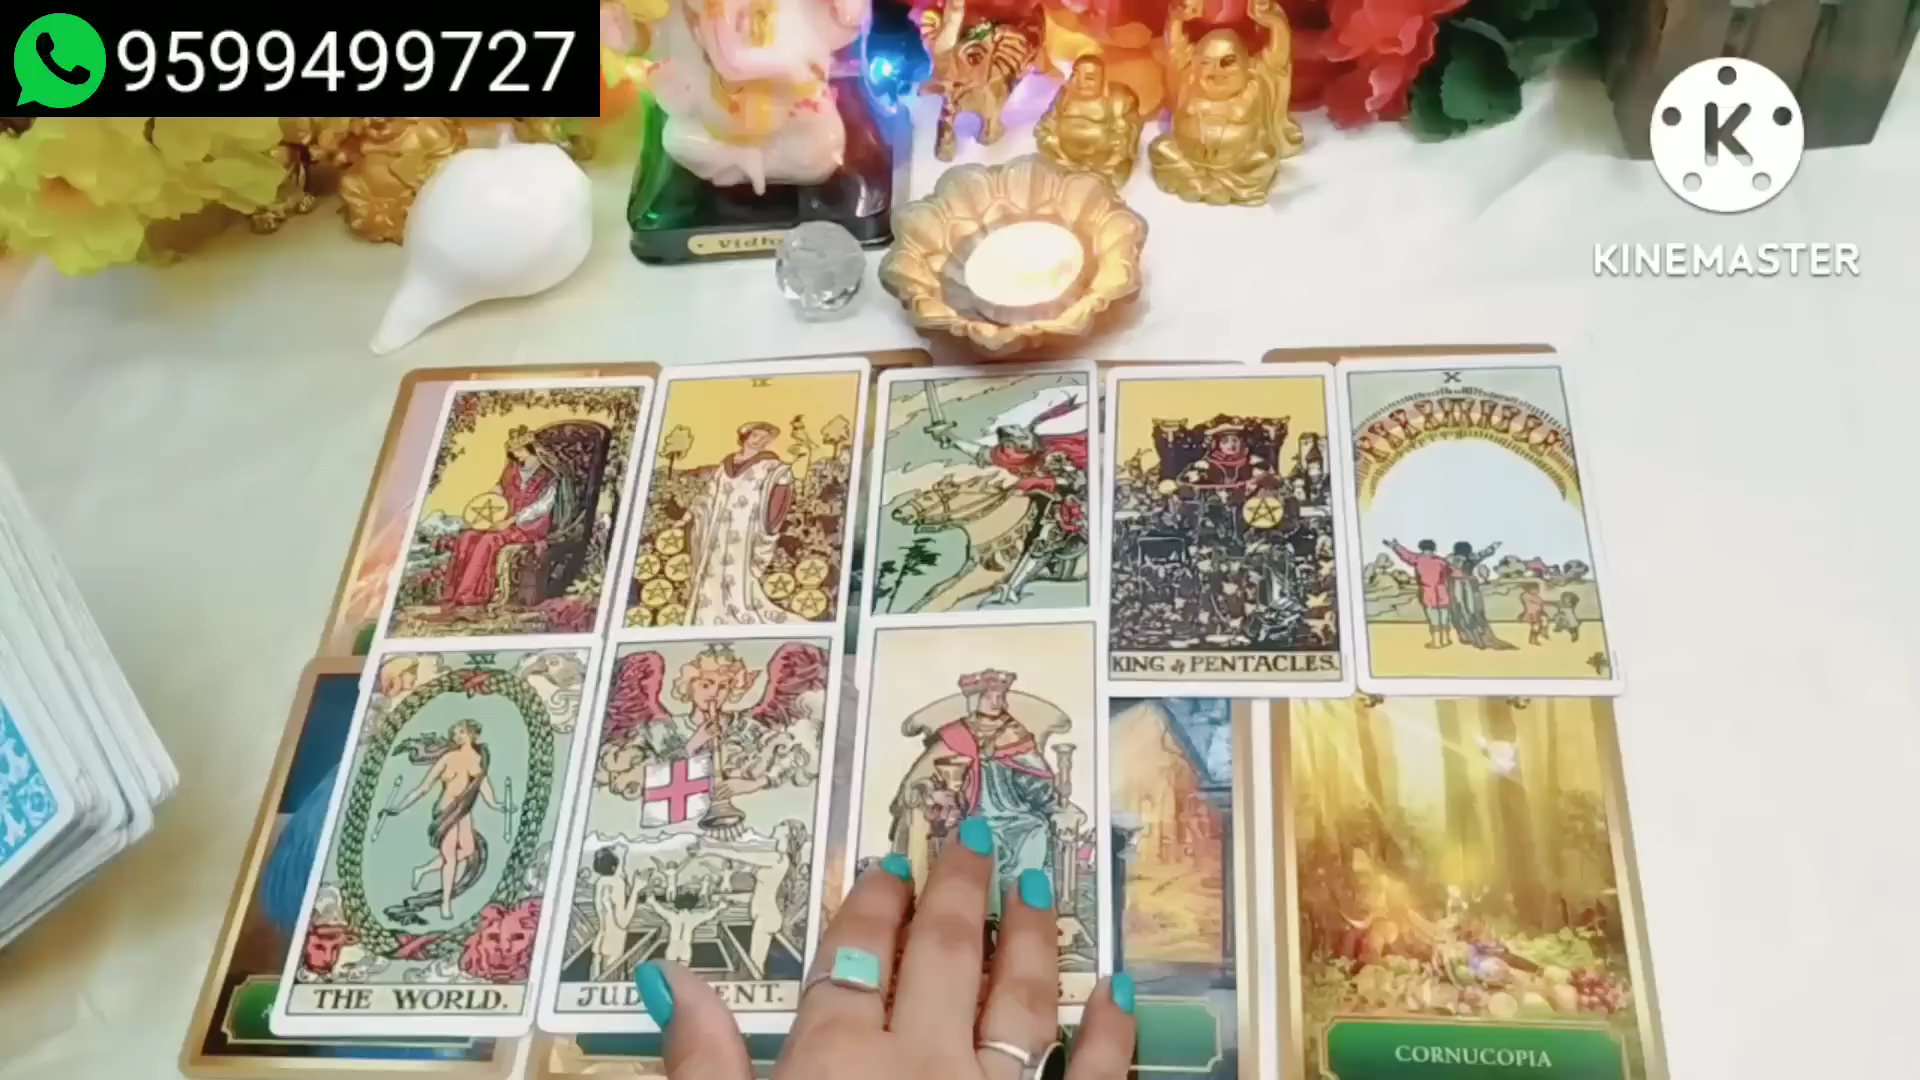 9599499727
K
KINEMASTER
IX
X
KING of PENTACLES.
XXI
THE WORLD.
CORNUCOPIA